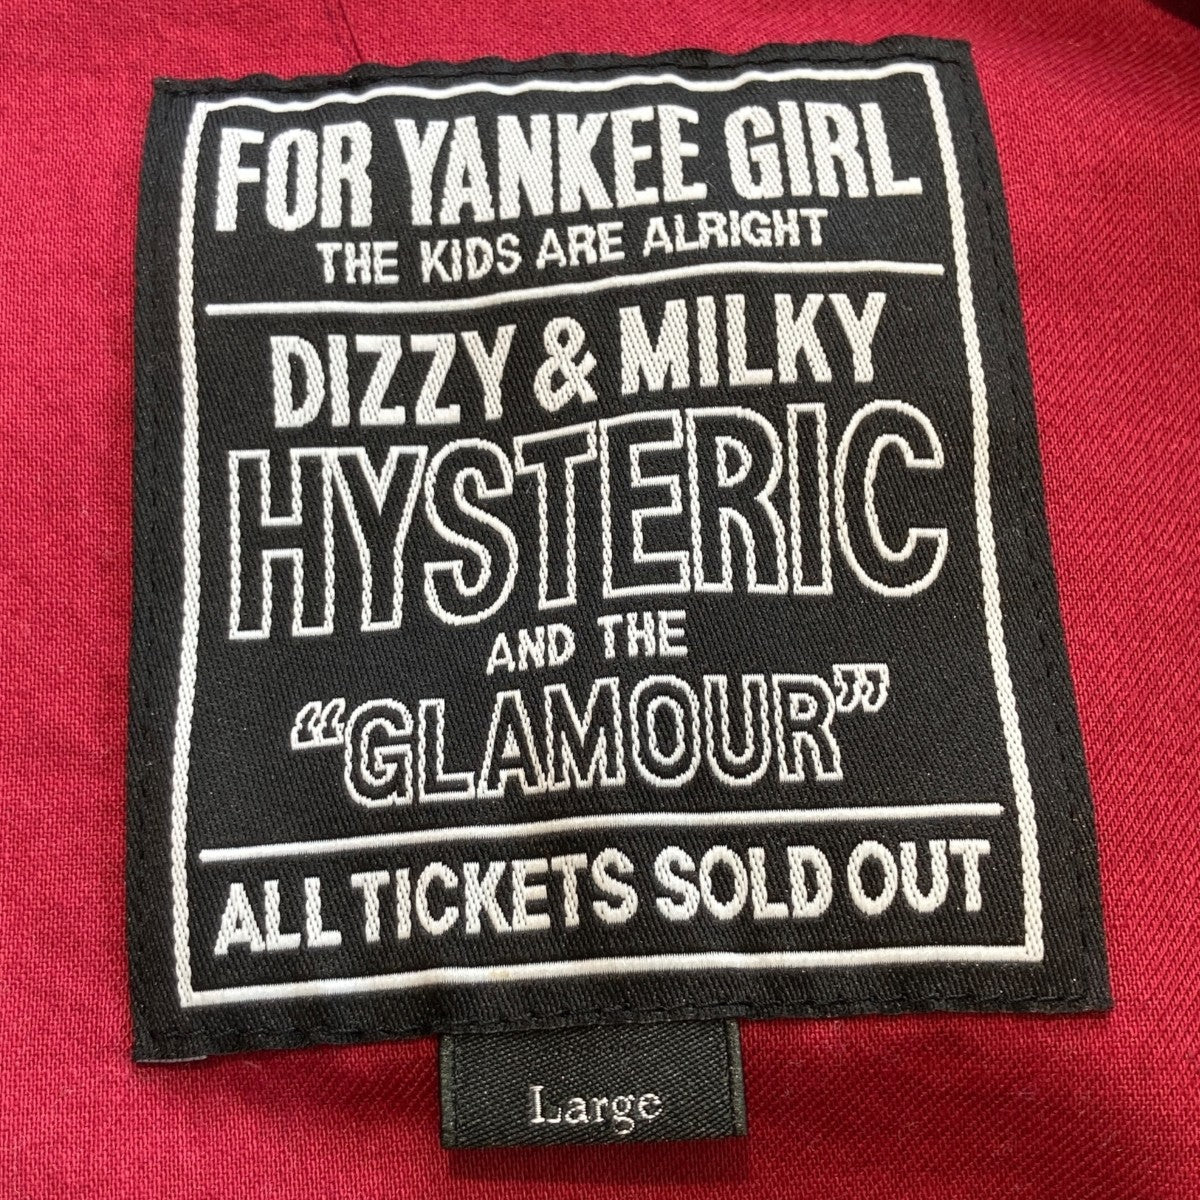 FOR YANKEE GIRL
THE KIDS ARE ALRIGHT
DIZZY & MILKY
HYSTERIC
AND THE
“GLAMOUR”
ALL TICKETS SOLD OUT
Large